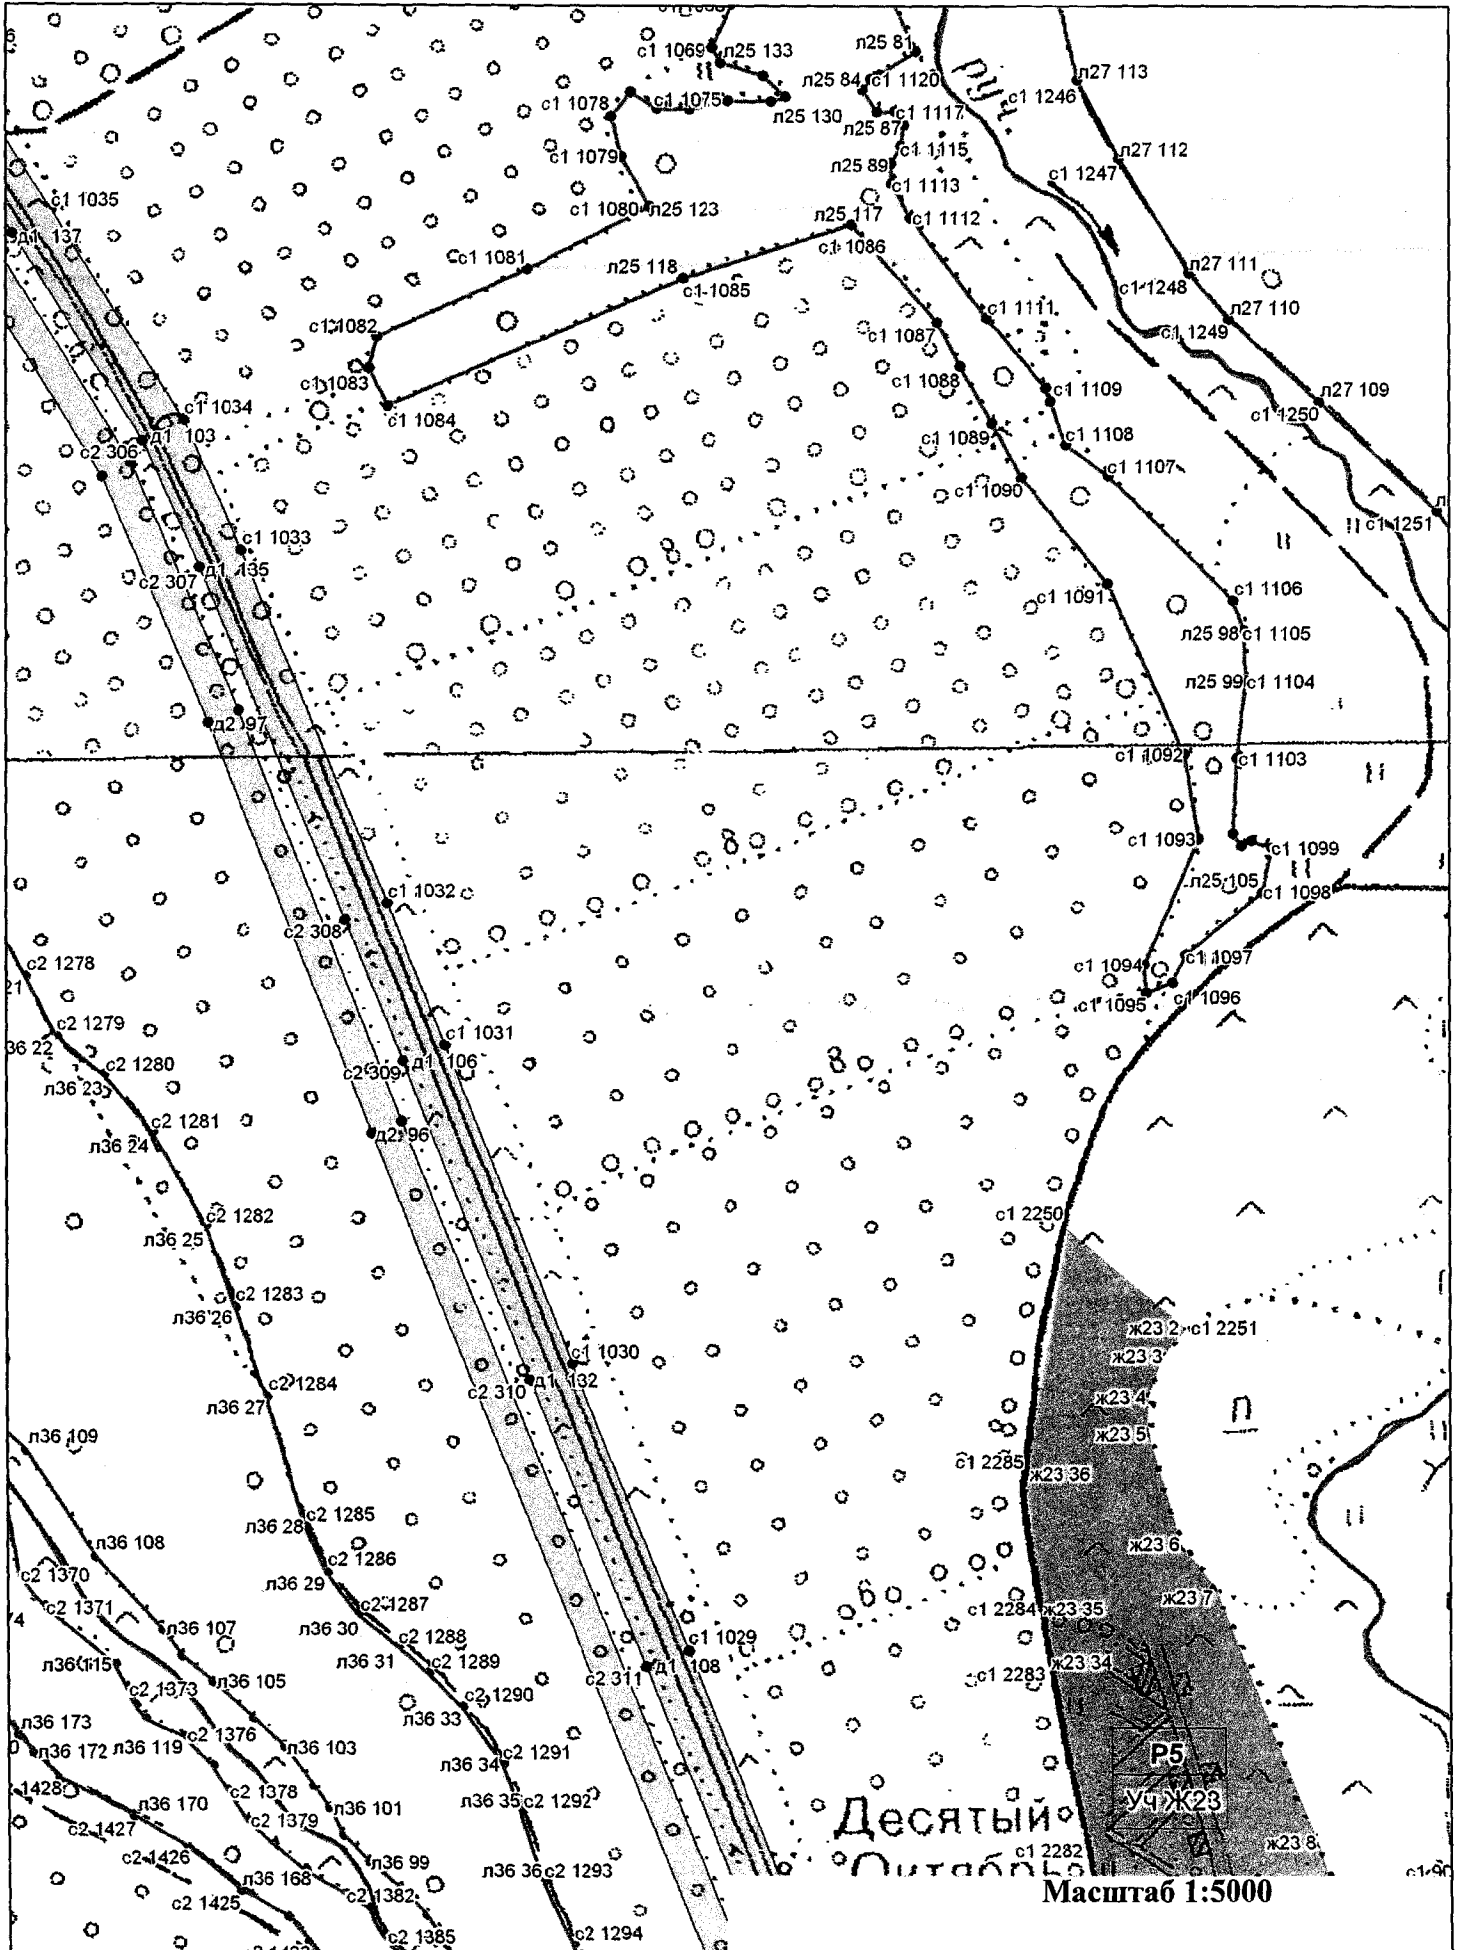 с1 1069
л25 133
л25 81
л25 84
с1 1120
с1 1078
с1 1075
л25 130
с1 1117
л25 87
с1 1115
с1 1079
л25 89
с1 1113
с1 1080
л25 123
с1 1112
л25 117
с1 1086
руч.
л27 113
с1 1246
л27 112
с1 1247
с1 1035
д1 137
с1 1081
л25 118
с1 1085
л27 111
с1 1248
л27 110
с1 1249
с1 1082
с1 1111
с1 1087
с1 1083
с1 1088
с1 1109
л27 109
с1 1250
с1 1034
с1 1084
д1 103
с2 306
с1 1089
с1 1108
с1 1107
с1 1090
с1 1251
с1 1033
д1 135
с2 307
с1 1091
с1 1106
л25 98
с1 1105
л25 99
с1 1104
д2 97
с1 1092
с1 1103
с1 1093
с1 1099
л25 105
с1 1098
с1 1032
с2 308
с1 1094
с1 1097
с1 1095
с1 1096
с2 1278
21
с2 1279
36 22
с2 1280
л36 23
с1 1031
д1 106
с2 309
с2 1281
л36 24
д2 96
с2 1282
л36 25
с1 2250
с2 1283
л36 26
ж23 2
с1 2251
ж23 3
с1 1030
д1 132
с2 310
с2 1284
л36 27
ж23 4
ж23 5
П
л36 109
с1 2285
ж23 36
с2 1285
л36 28
л36 108
с2 1286
л36 29
ж23 6
с2 1370
с2 1371
с2 1287
л36 30
ж23 7
с1 2284
ж23 35
л36 107
с2 1288
л36 31
с2 1289
с1 1029
д1 108
с2 311
л36 115
л36 105
с1 2283
ж23 34
с2 1373
с2 1290
л36 33
л36 173
с2 1376
л36 172
л36 119
л36 103
с2 1291
л36 34
Р5
1428
с2 1378
л36 170
л36 101
л36 35
с2 1292
Уч Ж23
с2 1427
с2 1379
Десятый
Октябрь
с1 2282
ж23 8
с2 1426
л36 99
л36 168
л36 36
с2 1293
с2 1425
с2 1382
с2 1385
с2 1294
Масштаб 1:5000